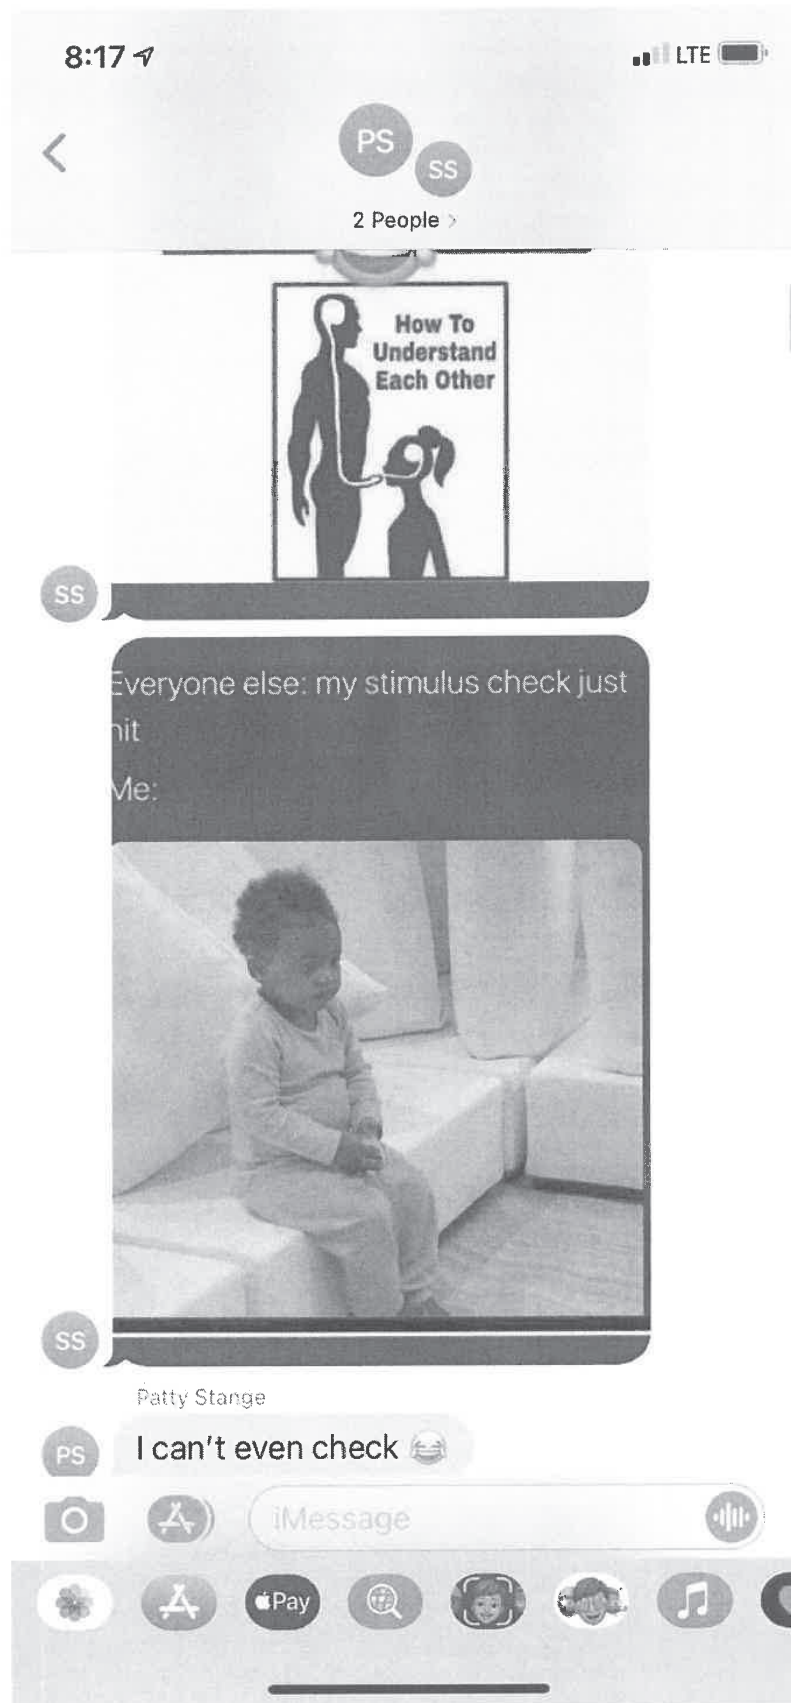 8:17
LTE
PS
SS
2 People >
How To
Understand
Each Other
SS
Everyone else: my stimulus check just
hit
Me:
SS
Patty Stange
PS
I can't even check 😂
iMessage
Pay